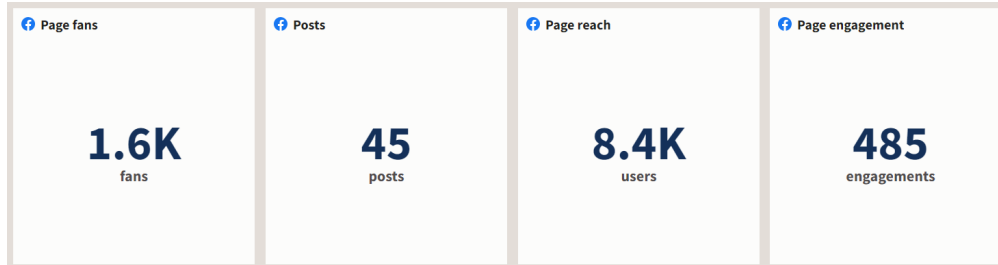 Page fans
1.6K
fans
Posts
45
posts
Page reach
8.4K
users
Page engagement
485
engagements